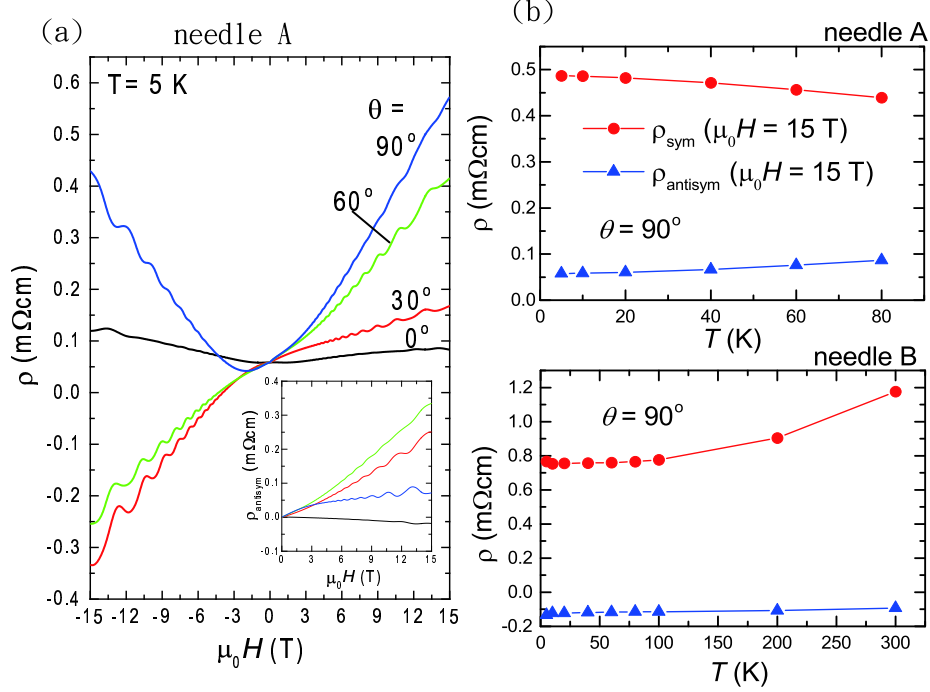 (a)
needle A
T= 5 K
θ =
90°
60°
30°
0°
ρ (mΩcm)
0.6
0.5
0.4
0.3
0.2
0.1
0.0
-0.1
-0.2
-0.3
-0.4
-15 -12 -9 -6 -3 0 3 6 9 12 15
μ₀H (T)
ρantisym (mΩcm)
0.4
0.3
0.2
0.1
0.0
-0.1
0 3 6 9 12 15
μ₀H (T)
(b)
needle A
ρ (mΩcm)
0.5
0.4
0.3
0.2
0.1
0.0
ρsym (μ₀H = 15 T)
ρantisym (μ₀H = 15 T)
θ = 90°
0 20 40 60 80
T (K)
needle B
θ = 90°
ρ (mΩcm)
1.2
1.0
0.8
0.6
0.4
0.2
-0.0
-0.2
0 50 100 150 200 250 300
T (K)